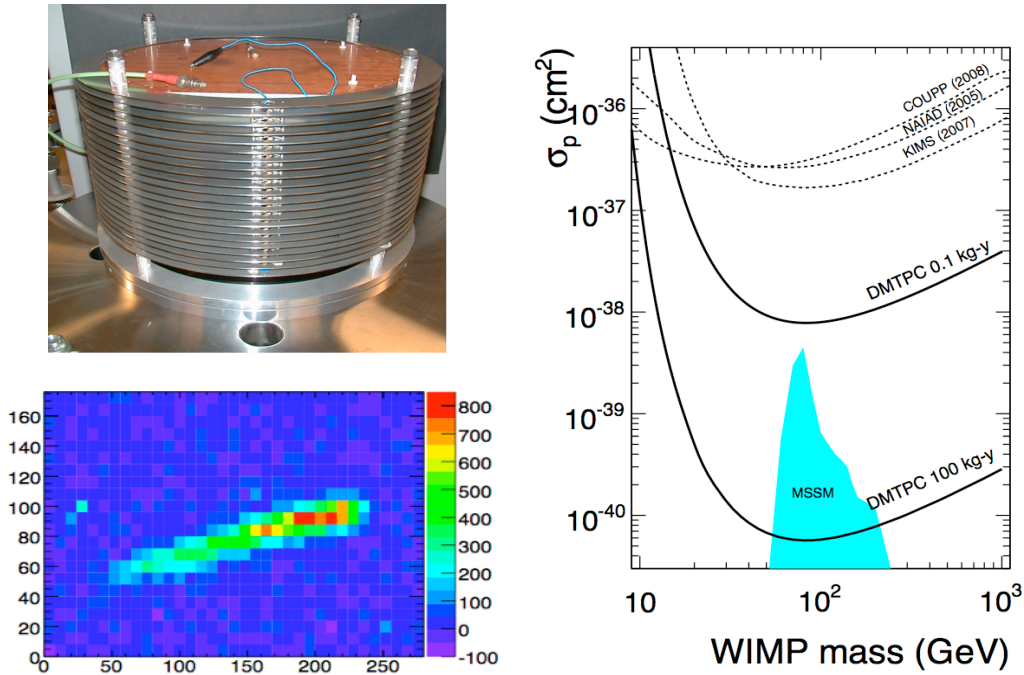 160
140
120
100
80
60
40
20
0
0 50 100 150 200 250
800
700
600
500
400
300
200
100
0
-100
σp (cm²)
10⁻³⁶
10⁻³⁷
10⁻³⁸
10⁻³⁹
10⁻⁴⁰
COUPP (2008)
NAIAD (2005)
KIMS (2007)
DMTPC 0.1 kg-y
MSSM
DMTPC 100 kg-y
10 10² 10³
WIMP mass (GeV)